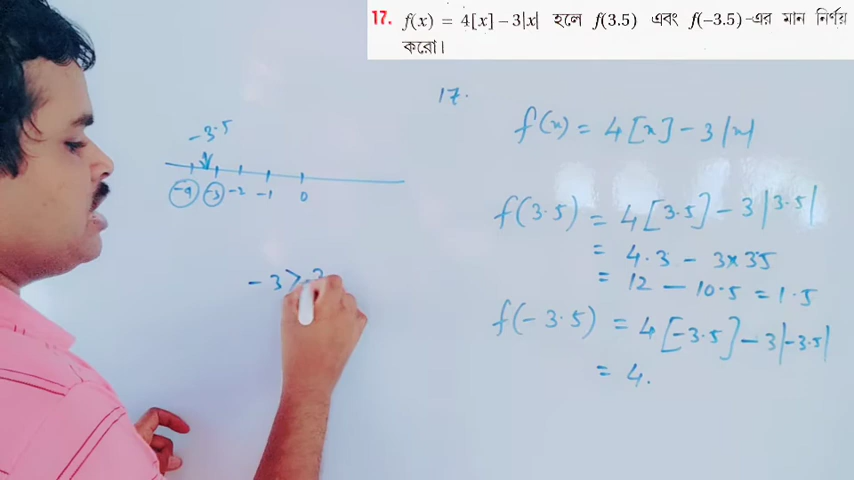 17. f(x) = 4[x] − 3|x| হলে f(3.5) এবং f(−3.5)-এর মান নির্ণয়
করো।
17.
f(x) = 4[x] − 3|x|
−3.5
−4 −3 −2 −1 0
f(3.5) = 4[3.5] − 3|3.5|
= 4.3 − 3×35
= 12 − 10.5 = 1.5
−3 >
f(−3.5) = 4[−3.5] − 3|−3.5|
= 4.